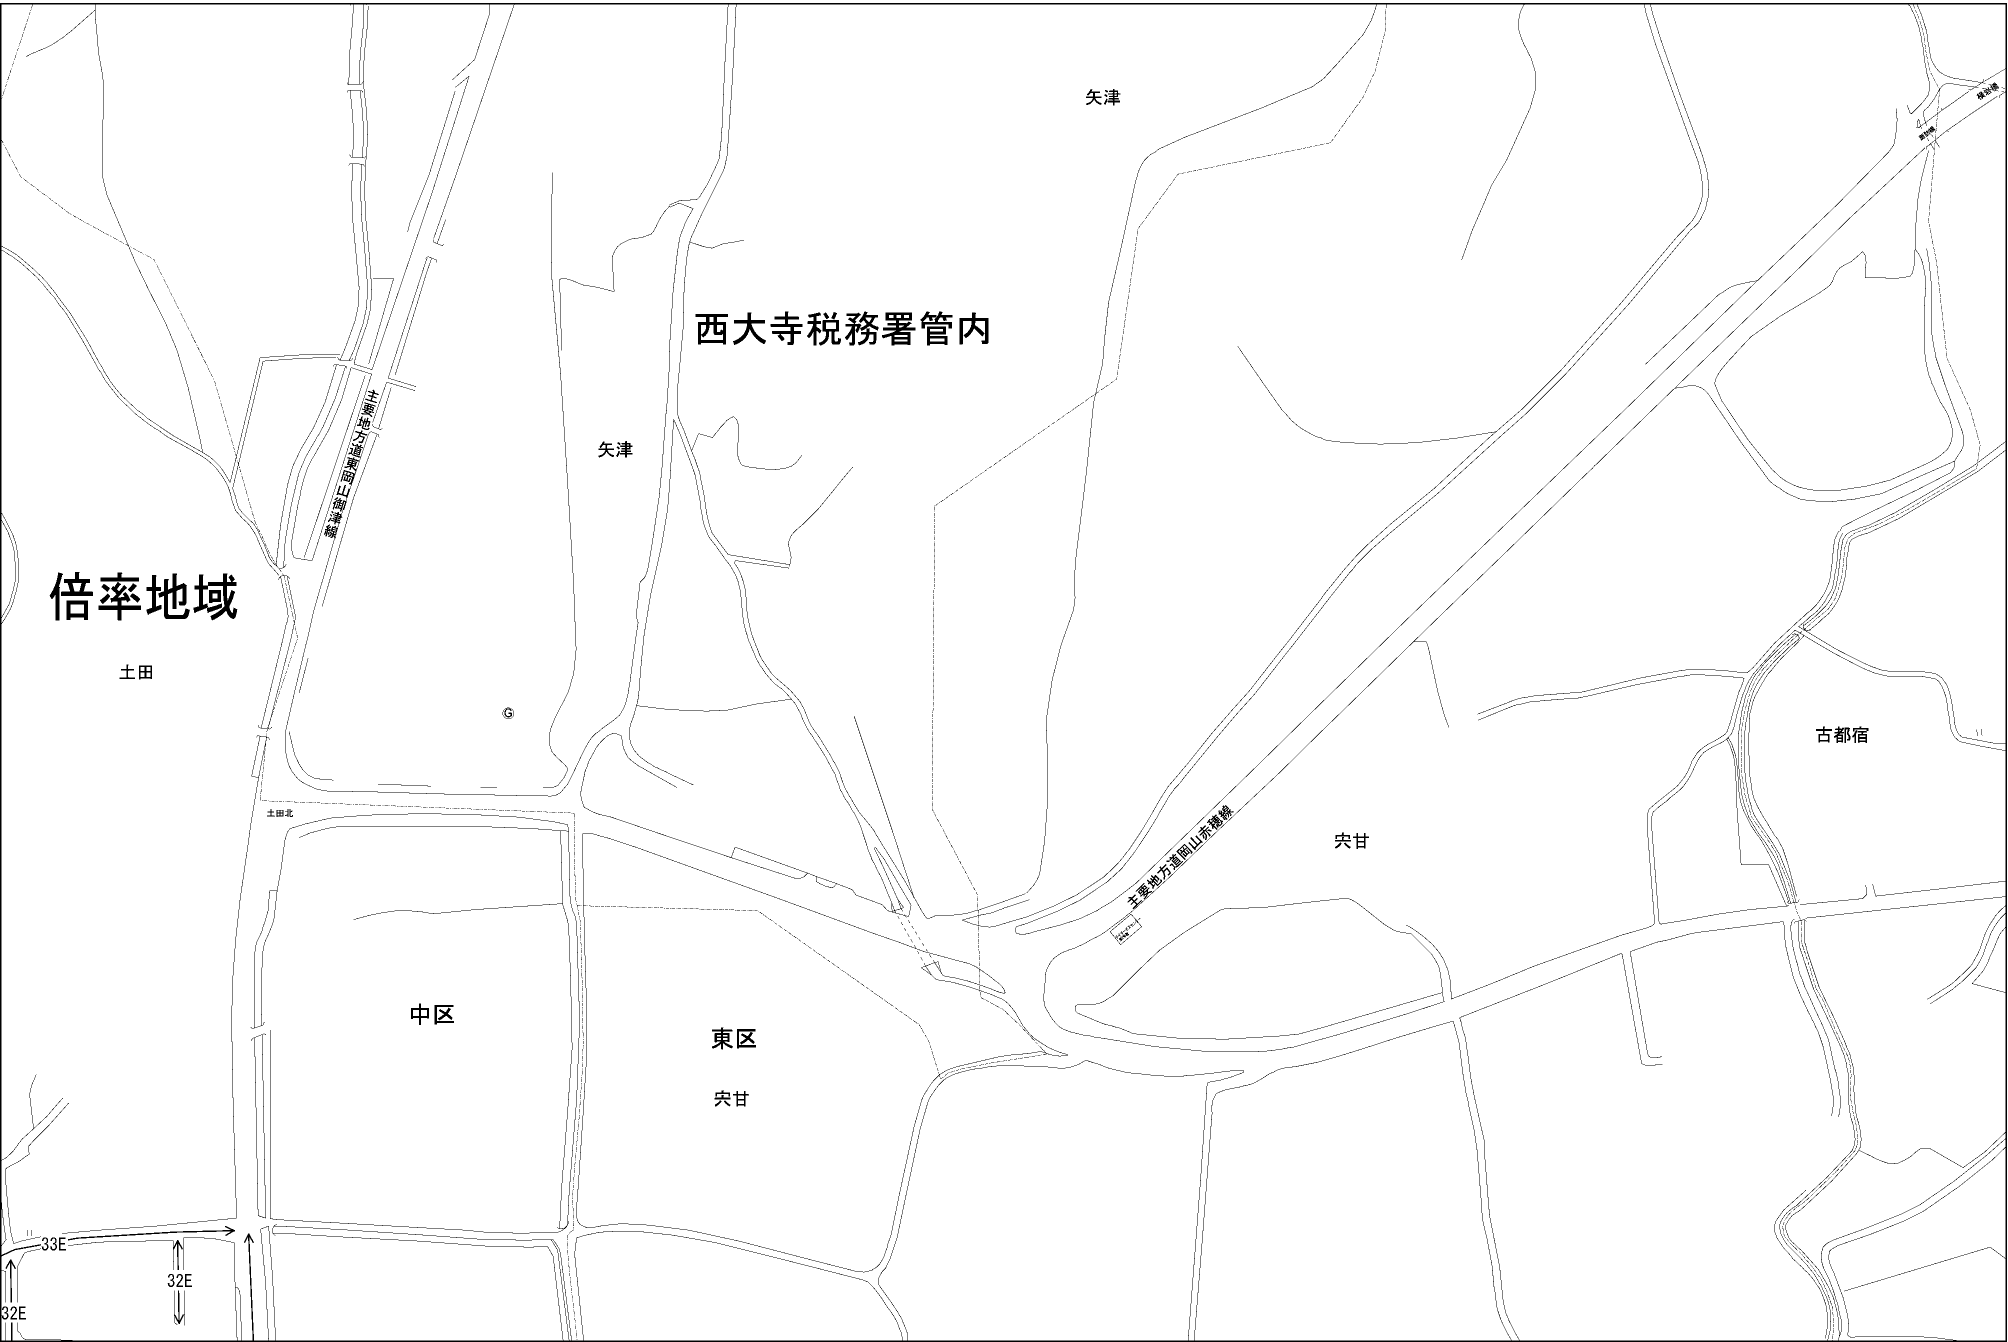 矢津
西大寺税務署管内
主要地方道東岡山御津線
矢津
倍率地域
土田
G
古都宿
土田北
主要地方道岡山赤穂線
宍甘
中区
東区
宍甘
33E
32E
32E